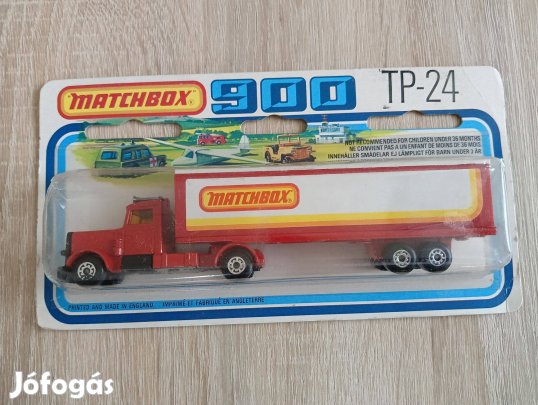 MATCHBOX 900 TP-24
NOT RECOMMENDED FOR CHILDREN UNDER 36 MONTHS
NE CONVIENT PAS A UN ENFANT DE MOINS DE 36 MOIS
INNEHÅLLER SMÅDELAR EJ LÄMPLIGT FÖR BARN UNDER 3 ÅR
MATCHBOX
PRINTED AND MADE IN ENGLAND. IMPRIMÉ ET FABRIQUÉ EN ANGLETERRE
Jófogás